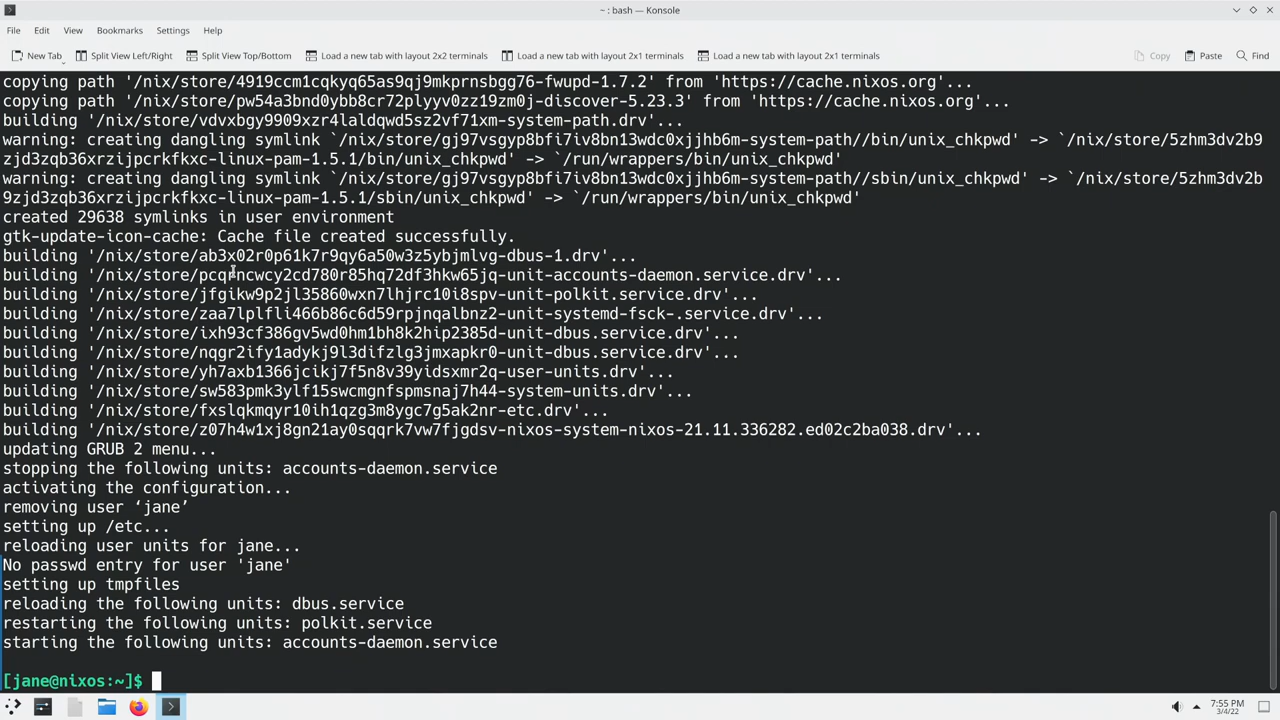 ~ : bash — Konsole
File Edit View Bookmarks Settings Help
New Tab Split View Left/Right Split View Top/Bottom Load a new tab with layout 2x2 terminals Load a new tab with layout 2x1 terminals Load a new tab with layout 2x1 terminals Copy Paste Find
copying path '/nix/store/4919ccm1cqkyq65as9qj9mkprnsbgg76-fwupd-1.7.2' from 'https://cache.nixos.org'...
copying path '/nix/store/pw54a3bnd0ybb8cr72plyyv0zz19zm0j-discover-5.23.3' from 'https://cache.nixos.org'...
building '/nix/store/vdvxbgy9909xzr4laldqwd5sz2vf71xm-system-path.drv'...
warning: creating dangling symlink `/nix/store/gj97vsgyp8bfi7iv8bn13wdc0xjjhb6m-system-path//bin/unix_chkpwd' -> `/nix/store/5zhm3dv2b9
zjd3zqb36xrzijpcrkfkxc-linux-pam-1.5.1/bin/unix_chkpwd' -> `/run/wrappers/bin/unix_chkpwd'
warning: creating dangling symlink `/nix/store/gj97vsgyp8bfi7iv8bn13wdc0xjjhb6m-system-path//sbin/unix_chkpwd' -> `/nix/store/5zhm3dv2b
9zjd3zqb36xrzijpcrkfkxc-linux-pam-1.5.1/sbin/unix_chkpwd' -> `/run/wrappers/bin/unix_chkpwd'
created 29638 symlinks in user environment
gtk-update-icon-cache: Cache file created successfully.
building '/nix/store/ab3x02r0p61k7r9qy6a50w3z5ybjmlvg-dbus-1.drv'...
building
building '/nix/store/jfgikw9p2jl35860wxn7lhjrc10i8spv-unit-polkit.service.drv'...
building '/nix/store/zaa7lplfli466b86c6d59rpjnqalbnz2-unit-systemd-fsck-.service.drv'...
building '/nix/store/ixh93cf386gv5wd0hm1bh8k2hip2385d-unit-dbus.service.drv'...
building '/nix/store/nqgr2ify1adykj9l3difzlg3jmxapkr0-unit-dbus.service.drv'...
building '/nix/store/yh7axb1366jcikj7f5n8v39yidsxmr2q-user-units.drv'...
building '/nix/store/sw583pmk3ylf15swcmgnfspmsnaj7h44-system-units.drv'...
building '/nix/store/fxslqkmqyr10ih1qzg3m8ygc7g5ak2nr-etc.drv'...
building '/nix/store/z07h4w1xj8gn21ay0sqqrk7vw7fjgdsv-nixos-system-nixos-21.11.336282.ed02c2ba038.drv'...
updating GRUB 2 menu...
stopping the following units: accounts-daemon.service
activating the configuration...
removing user ‘jane’
setting up /etc...
reloading user units for jane...
No passwd entry for user 'jane'
setting up tmpfiles
reloading the following units: dbus.service
restarting the following units: polkit.service
starting the following units: accounts-daemon.service
[jane@nixos:~]$
7:55 PM
3/4/22